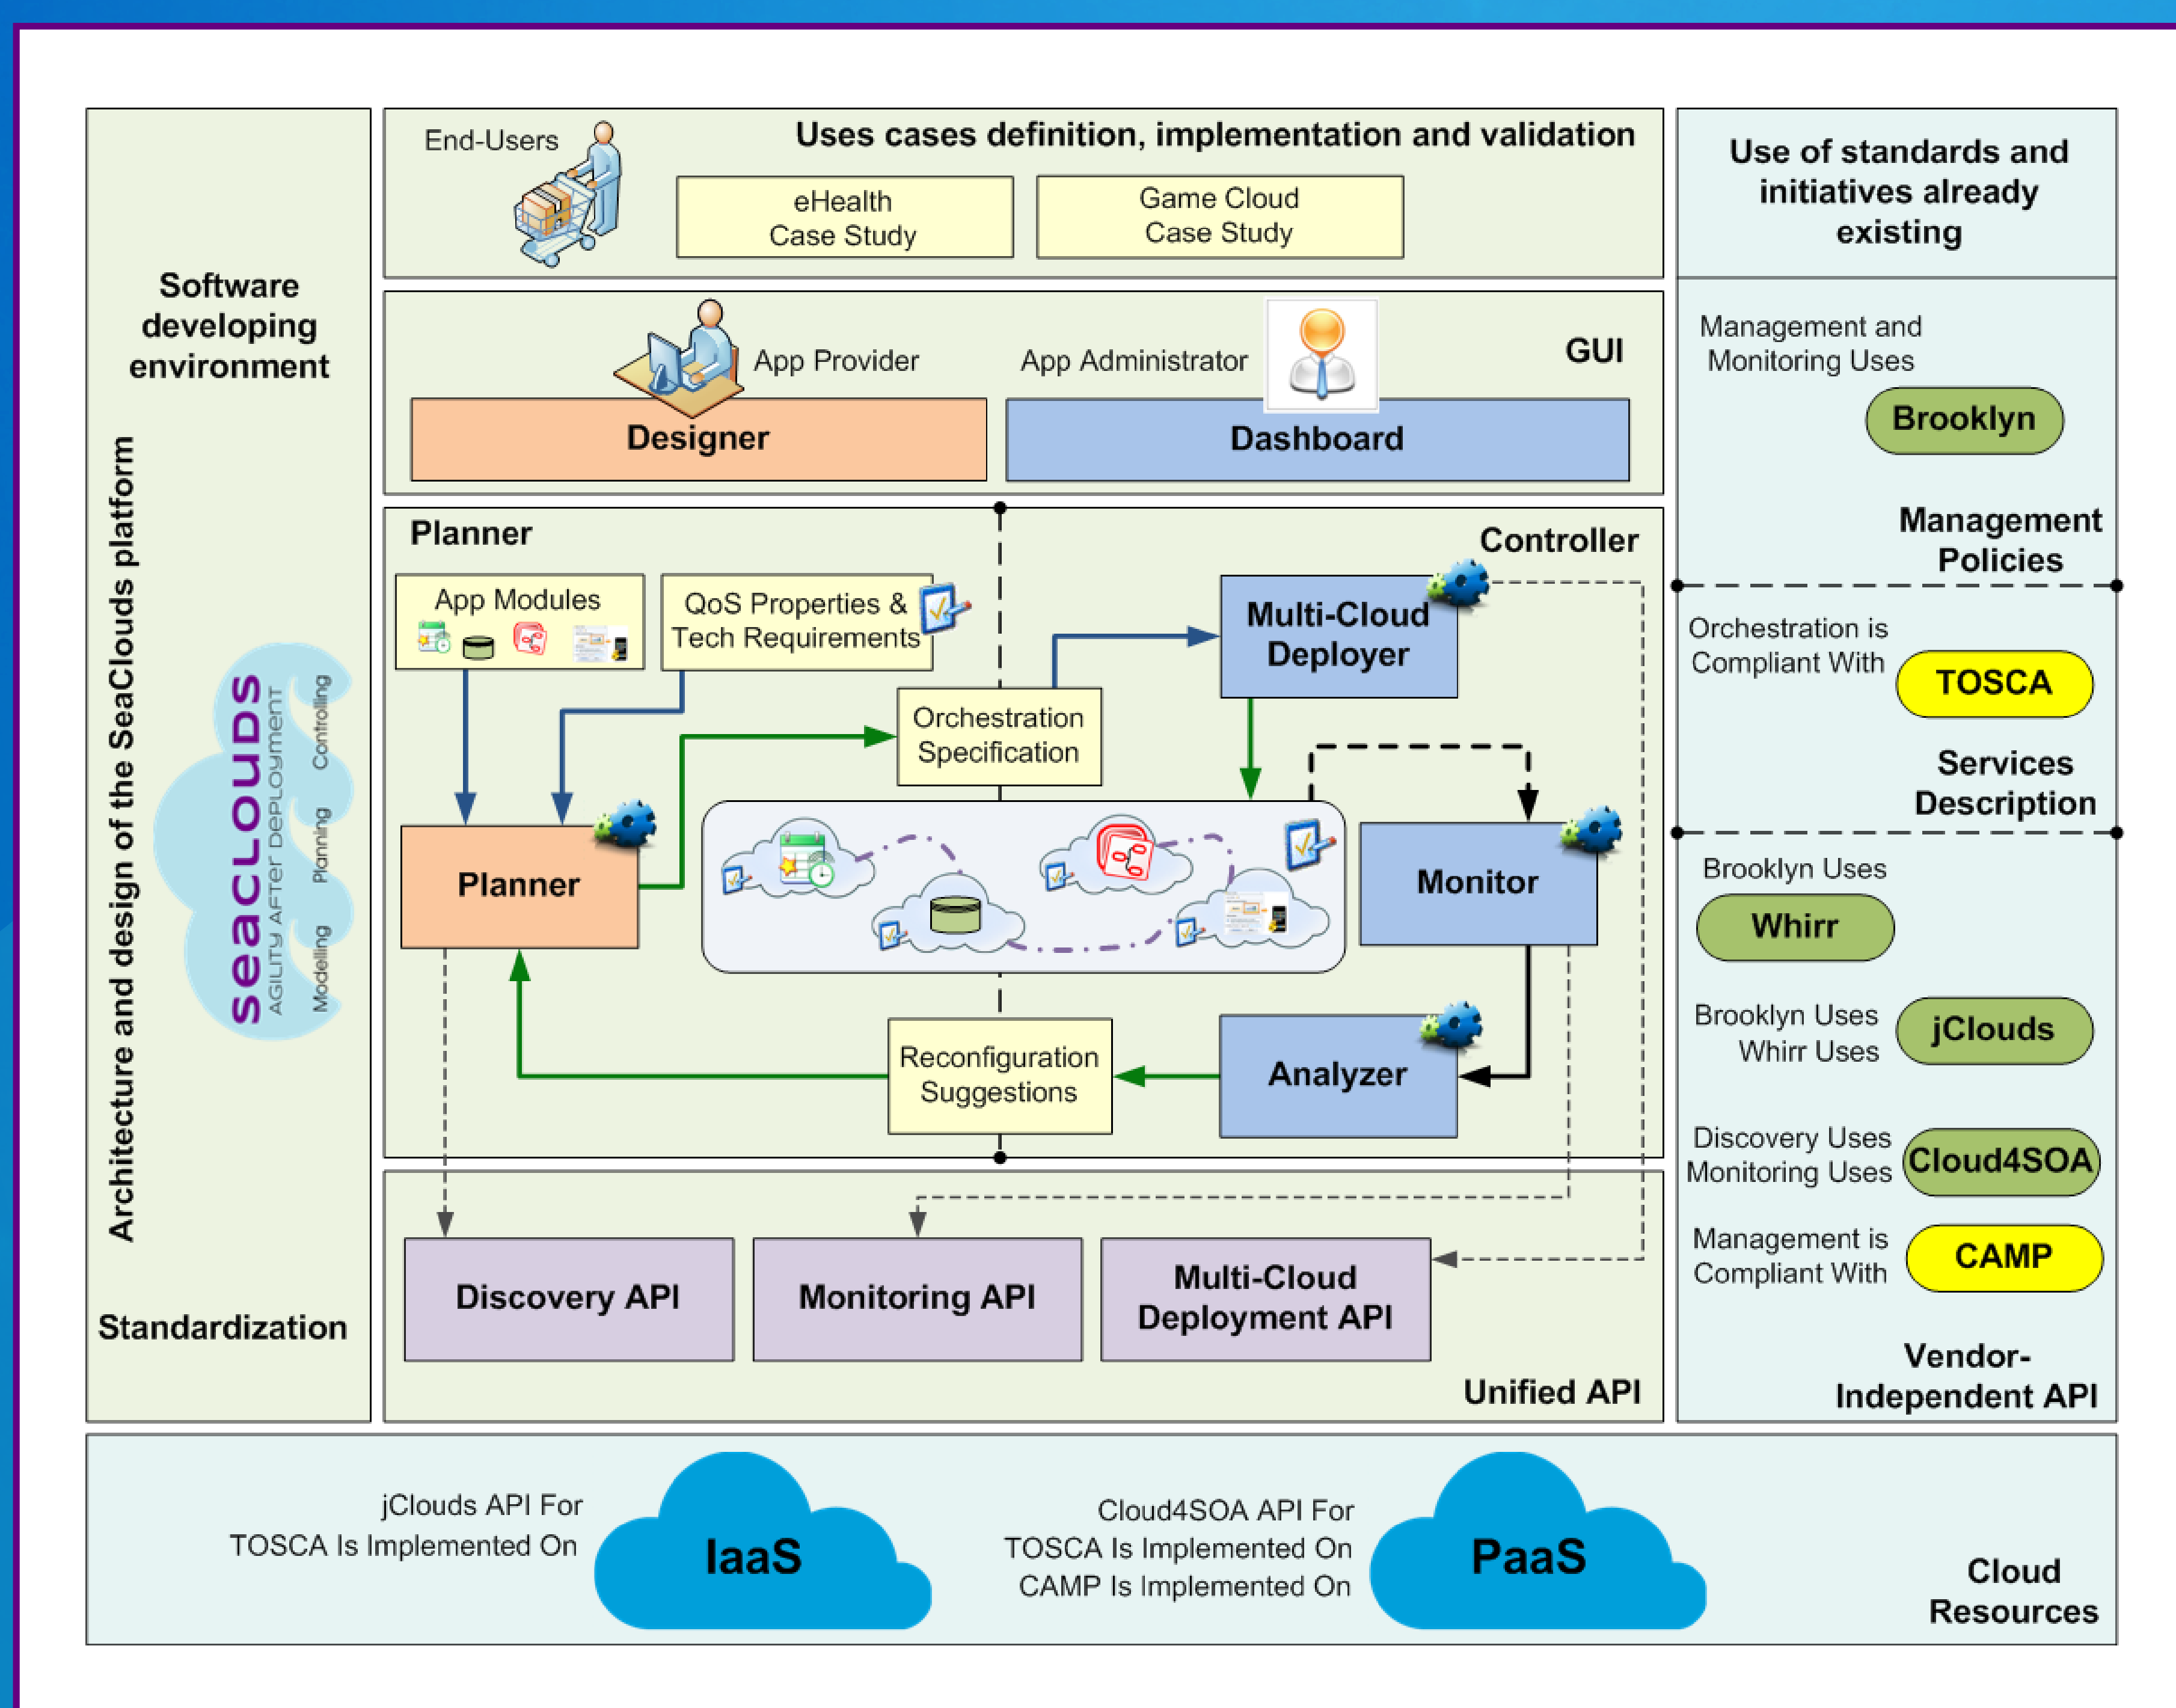 Software
developing
environment
Architecture and design of the SeaClouds platform
seaclouds
AGILITY AFTER DEPLOYMENT
Modelling Planning Controlling
Standardization
End-Users
Uses cases definition, implementation and validation
eHealth
Case Study
Game Cloud
Case Study
App Provider
App Administrator
GUI
Designer
Dashboard
Planner
Controller
App Modules
QoS Properties &
Tech Requirements
Multi-Cloud
Deployer
Orchestration
Specification
Planner
Monitor
Reconfiguration
Suggestions
Analyzer
Discovery API
Monitoring API
Multi-Cloud
Deployment API
Unified API
Use of standards and
initiatives already
existing
Management and
Monitoring Uses
Brooklyn
Management
Policies
Orchestration is
Compliant With
TOSCA
Services
Description
Brooklyn Uses
Whirr
Brooklyn Uses
Whirr Uses
jClouds
Discovery Uses
Monitoring Uses
Cloud4SOA
Management is
Compliant With
CAMP
Vendor-
Independent API
jClouds API For
TOSCA Is Implemented On
IaaS
Cloud4SOA API For
TOSCA Is Implemented On
CAMP Is Implemented On
PaaS
Cloud
Resources